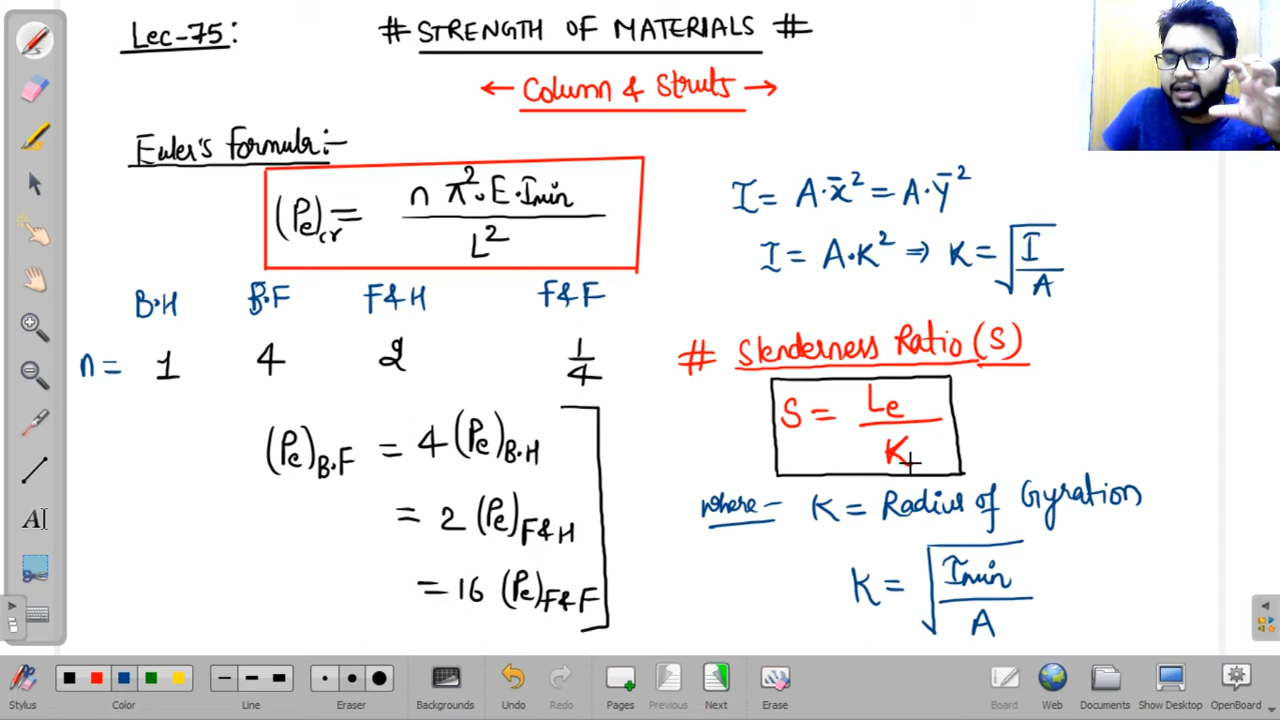 Lec-75:
# STRENGTH OF MATERIALS #
← Column & Struts →
Euler's Formula:-
(Pe)cr = n π². E. Imin / L²
B.H B.F F&H F&F
n = 1 4 2 1/4
(Pe)B.F = 4 (Pe)B.H
= 2 (Pe)F&H
= 16 (Pe)F&F
I = A.x̄² = A.ȳ²
I = A.K² ⇒ K = √(I/A)
# Slenderness Ratio (S)
S = Le / K
where- K = Radius of Gyration
K = √(Imin/A)
Color
Line
Eraser
Backgrounds
Undo
Redo
Pages
Previous
Next
Erase
Board
Web
Documents
Show Desktop
OpenBoard